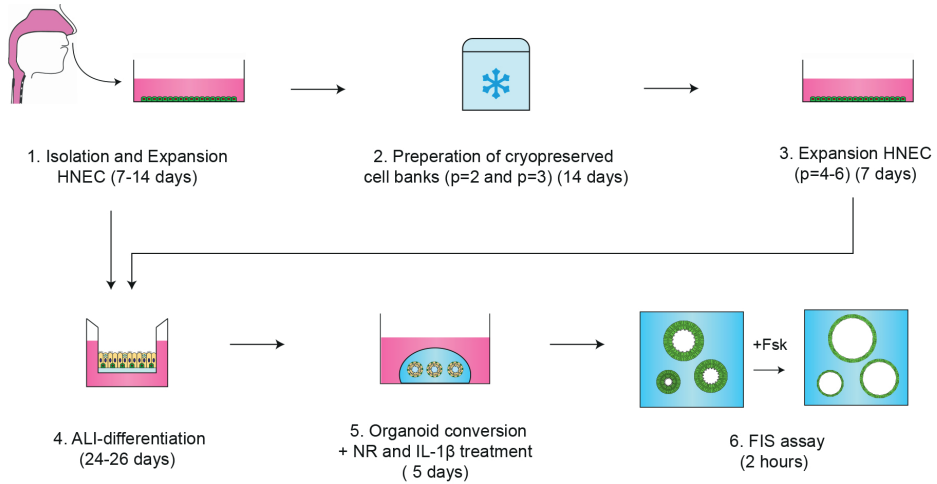 1. Isolation and Expansion
HNEC (7-14 days)
2. Preperation of cryopreserved
cell banks (p=2 and p=3) (14 days)
3. Expansion HNEC
(p=4-6) (7 days)
4. ALI-differentiation
(24-26 days)
5. Organoid conversion
+ NR and IL-1β treatment
( 5 days)
+Fsk
6. FIS assay
(2 hours)